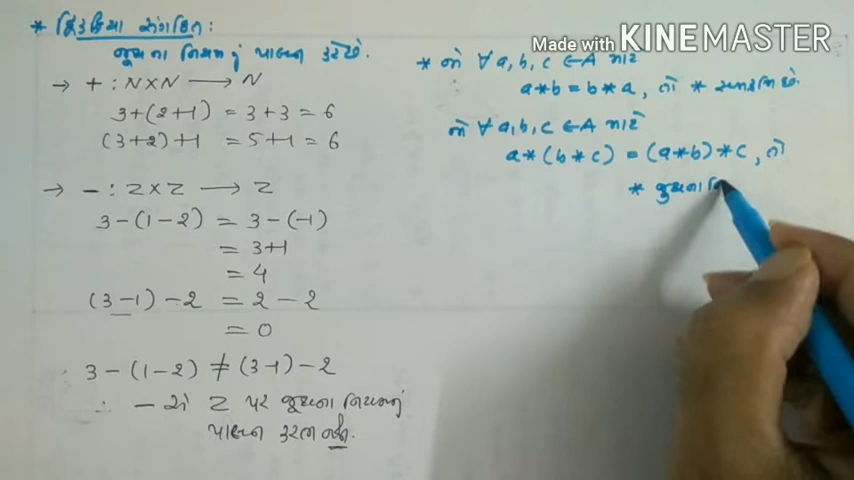 * દ્વિકક્રિયા સંગઠિત :
જૂથના નિયમનું પાલન કરે છે.
→ + : N × N ⟶ N
3+(2+1) = 3+3 = 6
(3+2)+1 = 5+1 = 6
→ − : Z × Z ⟶ Z
3−(1−2) = 3−(−1)
= 3+1
= 4
(3−1)−2 = 2−2
= 0
3−(1−2) ≠ (3−1)−2
∴ − એ Z પર જૂથના નિયમનું
પાલન કરતા નથી.
Made with KINEMASTER
* જો ∀ a, b, c ∈ A માટે
a*b = b*a, તો * સમક્રમી છે.
જો ∀ a, b, c ∈ A માટે
a*(b*c) = (a*b)*c, તો
* જૂથના નિ